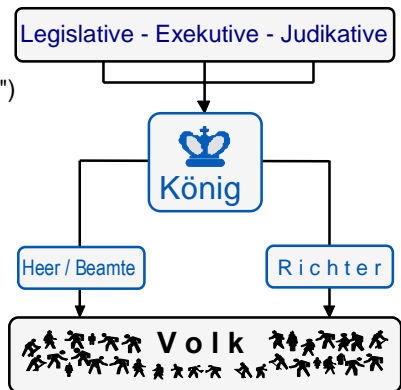 Legislative - Exekutive - Judikative
")
König
Heer / Beamte
Richter
Volk